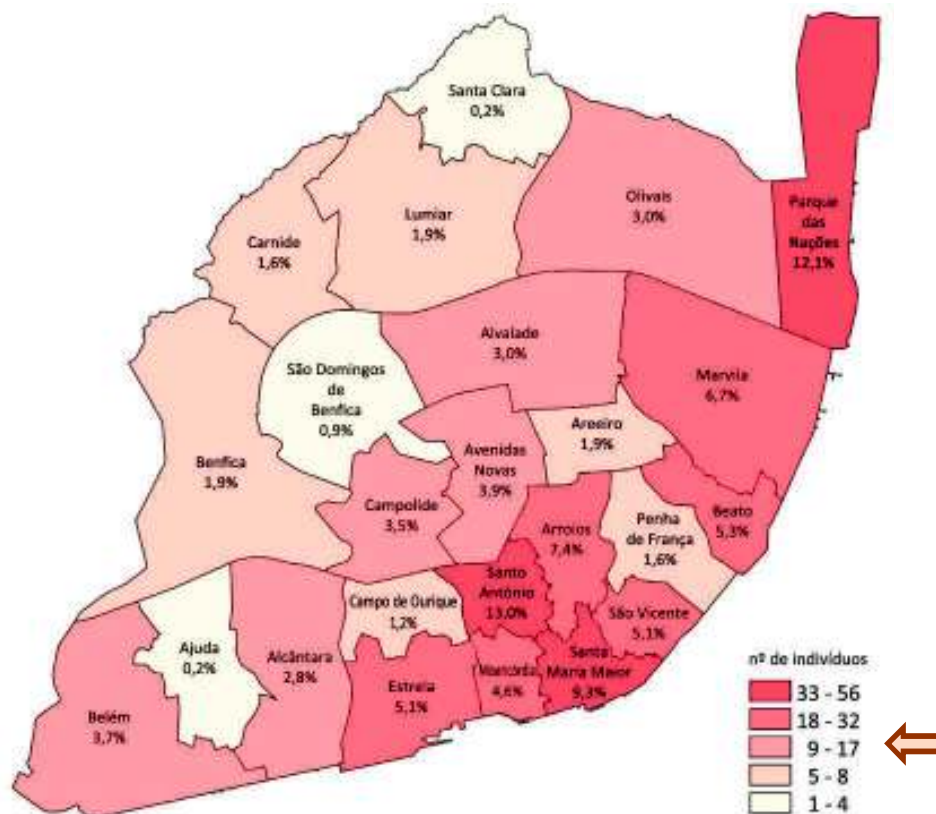 Santa Clara
0,2%
Olivais
3,0%
Parque
das
Nações
12,1%
Lumiar
1,9%
Carnide
1,6%
Alvalade
3,0%
São Domingos
de
Benfica
0,9%
Marvila
6,7%
Areeiro
1,9%
Avenidas
Novas
3,9%
Benfica
1,9%
Campolide
3,5%
Beato
5,3%
Penha
de França
1,6%
Arroios
7,4%
Santo
António
13,0%
Campo de Ourique
1,2%
São Vicente
5,1%
Ajuda
0,2%
Alcântara
2,8%
Santa
Maria Maior
9,3%
Misericórdia
4,6%
Estrela
5,1%
Belém
3,7%
nº de indivíduos
33 - 56
18 - 32
9 - 17
5 - 8
1 - 4